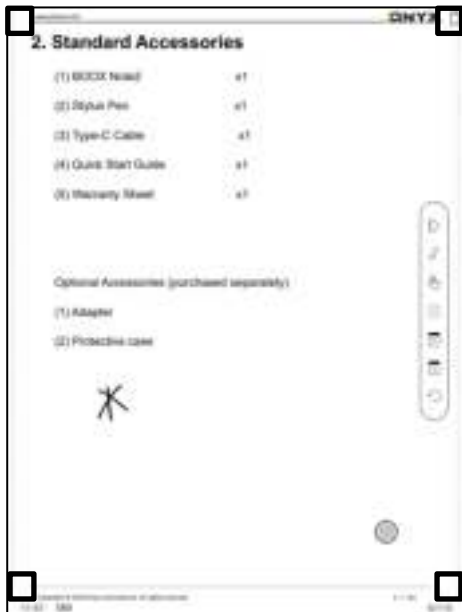 ONYX
2. Standard Accessories
(1) BOOX Note2 x1
(2) Stylus Pen x1
(3) Type-C Cable x1
(4) Quick Start Guide x1
(5) Warranty Sheet x1
Optional Accessories (purchased separately)
(1) Adapter
(2) Protective case